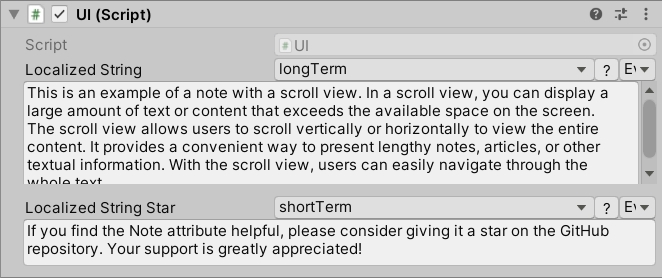 UI (Script)
Script UI
Localized String longTerm ? E
This is an example of a note with a scroll view. In a scroll view, you can display a
large amount of text or content that exceeds the available space on the screen.
The scroll view allows users to scroll vertically or horizontally to view the entire
content. It provides a convenient way to present lengthy notes, articles, or other
textual information. With the scroll view, users can easily navigate through the
whole text
Localized String Star shortTerm ? E
If you find the Note attribute helpful, please consider giving it a star on the GitHub
repository. Your support is greatly appreciated!